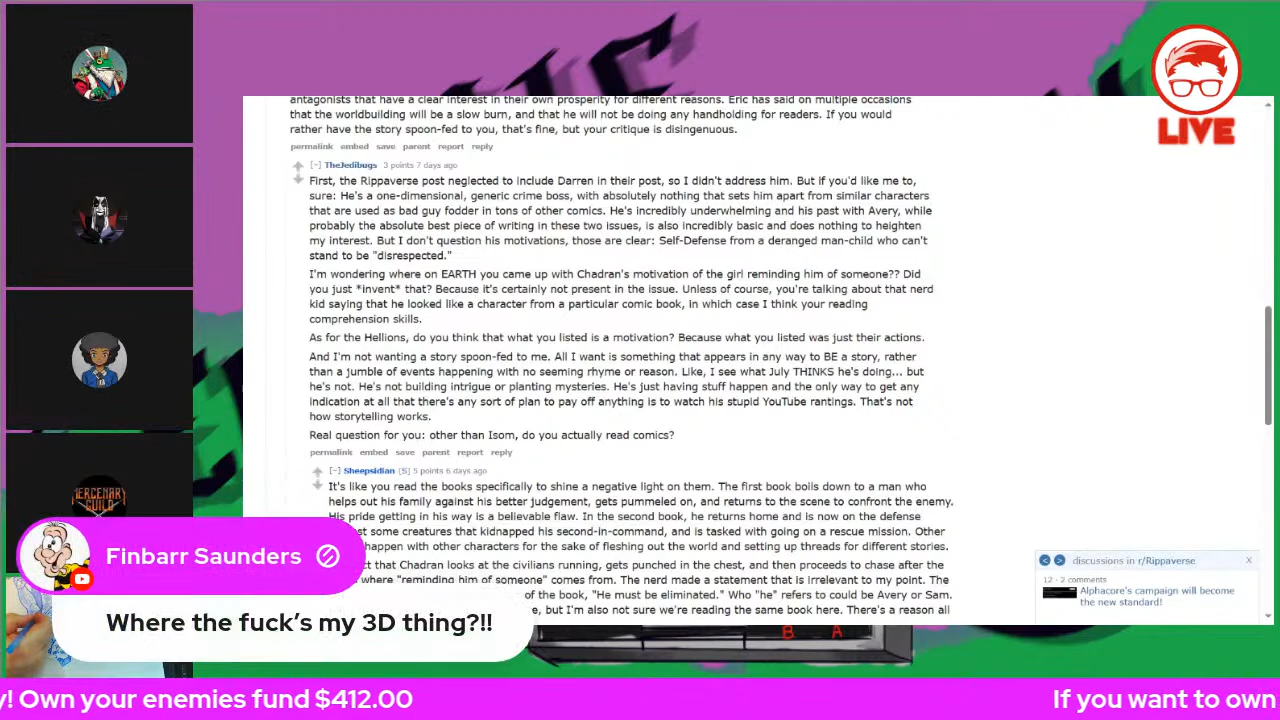 LIVE
antagonists that have a clear interest in their own prosperity for different reasons. Eric has said on multiple occasions
that the worldbuilding will be a slow burn, and that he will not be doing any handholding for readers. If you would
rather have the story spoon-fed to you, that's fine, but your critique is disingenuous.
permalink embed save parent report reply
[-] TheJedibugs 3 points 7 days ago
First, the Rippaverse post neglected to include Darren in their post, so I didn't address him. But if you'd like me to,
sure: He's a one-dimensional, generic crime boss, with absolutely nothing that sets him apart from similar characters
that are used as bad guy fodder in tons of other comics. He's incredibly underwhelming and his past with Avery, while
probably the absolute best piece of writing in these two issues, is also incredibly basic and does nothing to heighten
my interest. But I don't question his motivations, those are clear: Self-Defense from a deranged man-child who can't
stand to be "disrespected."
I'm wondering where on EARTH you came up with Chadran's motivation of the girl reminding him of someone?? Did
you just *invent* that? Because it's certainly not present in the issue. Unless of course, you're talking about that nerd
kid saying that he looked like a character from a particular comic book, in which case I think your reading
comprehension skills.
As for the Hellions, do you think that what you listed is a motivation? Because what you listed was just their actions.
And I'm not wanting a story spoon-fed to me. All I want is something that appears in any way to BE a story, rather
than a jumble of events happening with no seeming rhyme or reason. Like, I see what July THINKS he's doing... but
he's not. He's not building intrigue or planting mysteries. He's just having stuff happen and the only way to get any
indication at all that there's any sort of plan to pay off anything is to watch his stupid YouTube rantings. That's not
how storytelling works.
Real question for you: other than Isom, do you actually read comics?
permalink embed save parent report reply
[-] Sheepsidian [S] 5 points 6 days ago
It's like you read the books specifically to shine a negative light on them. The first book boils down to a man who
helps out his family against his better judgement, gets pummeled on, and returns to the scene to confront the enemy.
His pride getting in his way is a believable flaw. In the second book, he returns home and is now on the defense
some creatures that kidnapped his second-in-command, and is tasked with going on a rescue mission. Other
happen with other characters for the sake of fleshing out the world and setting up threads for different stories.
that Chadran looks at the civilians running, gets punched in the chest, and then proceeds to chase after the
where "reminding him of someone" comes from. The nerd made a statement that is irrelevant to my point. The
of the book, "He must be eliminated." Who "he" refers to could be Avery or Sam.
but I'm also not sure we're reading the same book here. There's a reason all
discussions in r/Rippaverse X
12 · 2 comments
Alphacore's campaign will become
the new standard!
MERCENARY
GUILD
Finbarr Saunders
Where the fuck's my 3D thing?!!
B A
y! Own your enemies fund $412.00
If you want to own